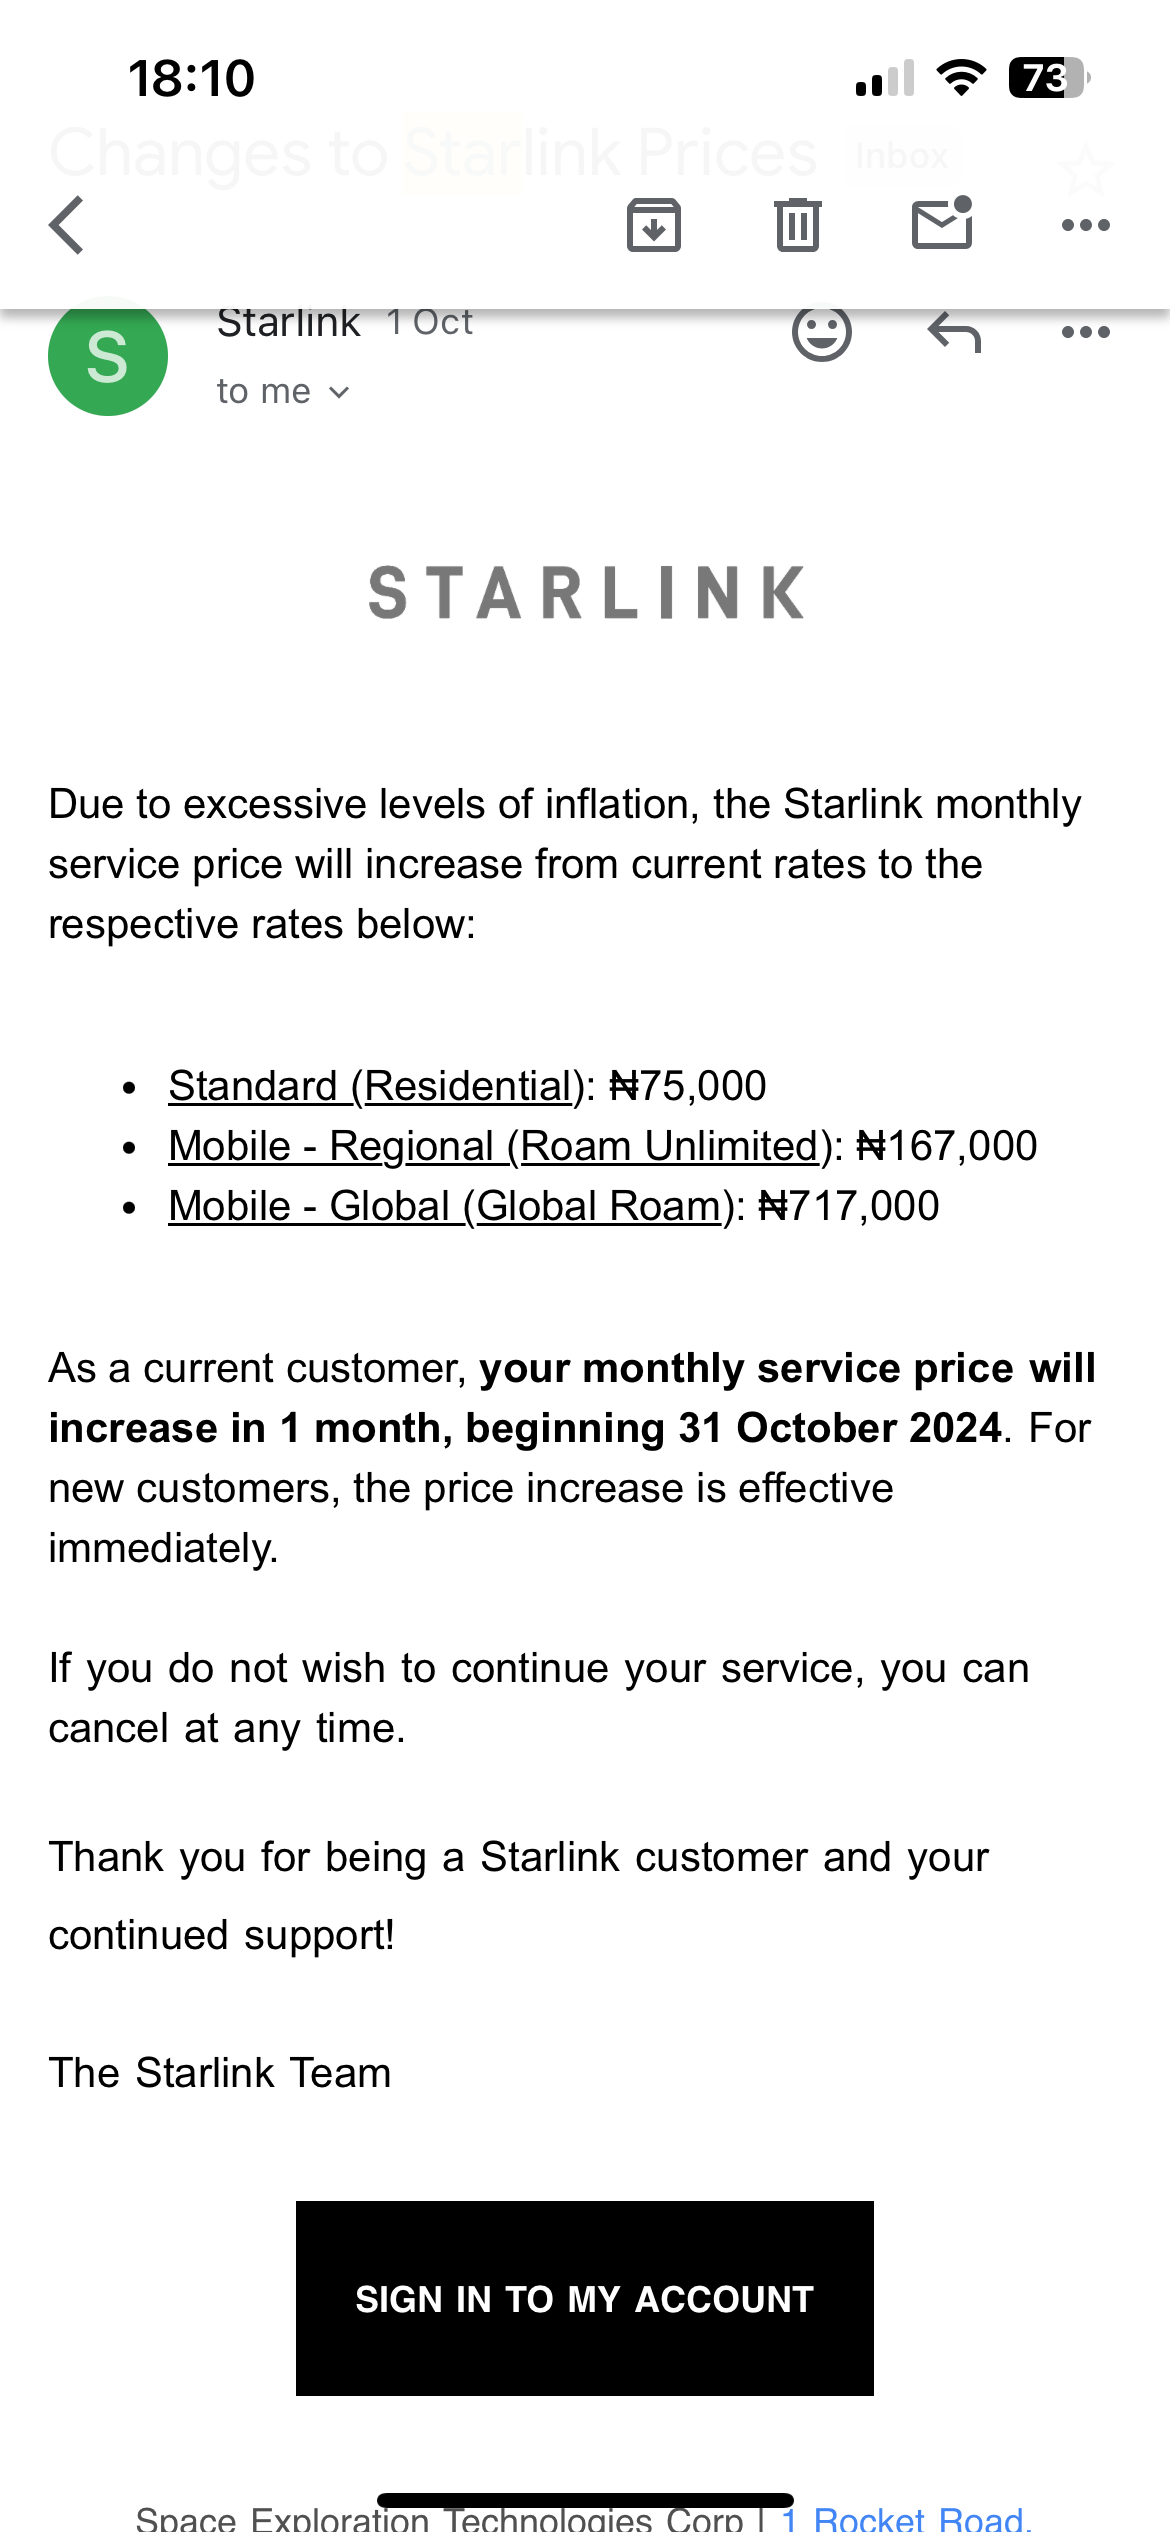 18:10
73
Changes to Starlink Prices Inbox
Starlink 1 Oct
S
to me
STARLINK
Due to excessive levels of inflation, the Starlink monthly
service price will increase from current rates to the
respective rates below:
• Standard (Residential): ₦75,000
• Mobile - Regional (Roam Unlimited): ₦167,000
• Mobile - Global (Global Roam): ₦717,000
As a current customer, your monthly service price will
increase in 1 month, beginning 31 October 2024. For
new customers, the price increase is effective
immediately.
If you do not wish to continue your service, you can
cancel at any time.
Thank you for being a Starlink customer and your
continued support!
The Starlink Team
SIGN IN TO MY ACCOUNT
Space Exploration Technologies Corp | 1 Rocket Road,